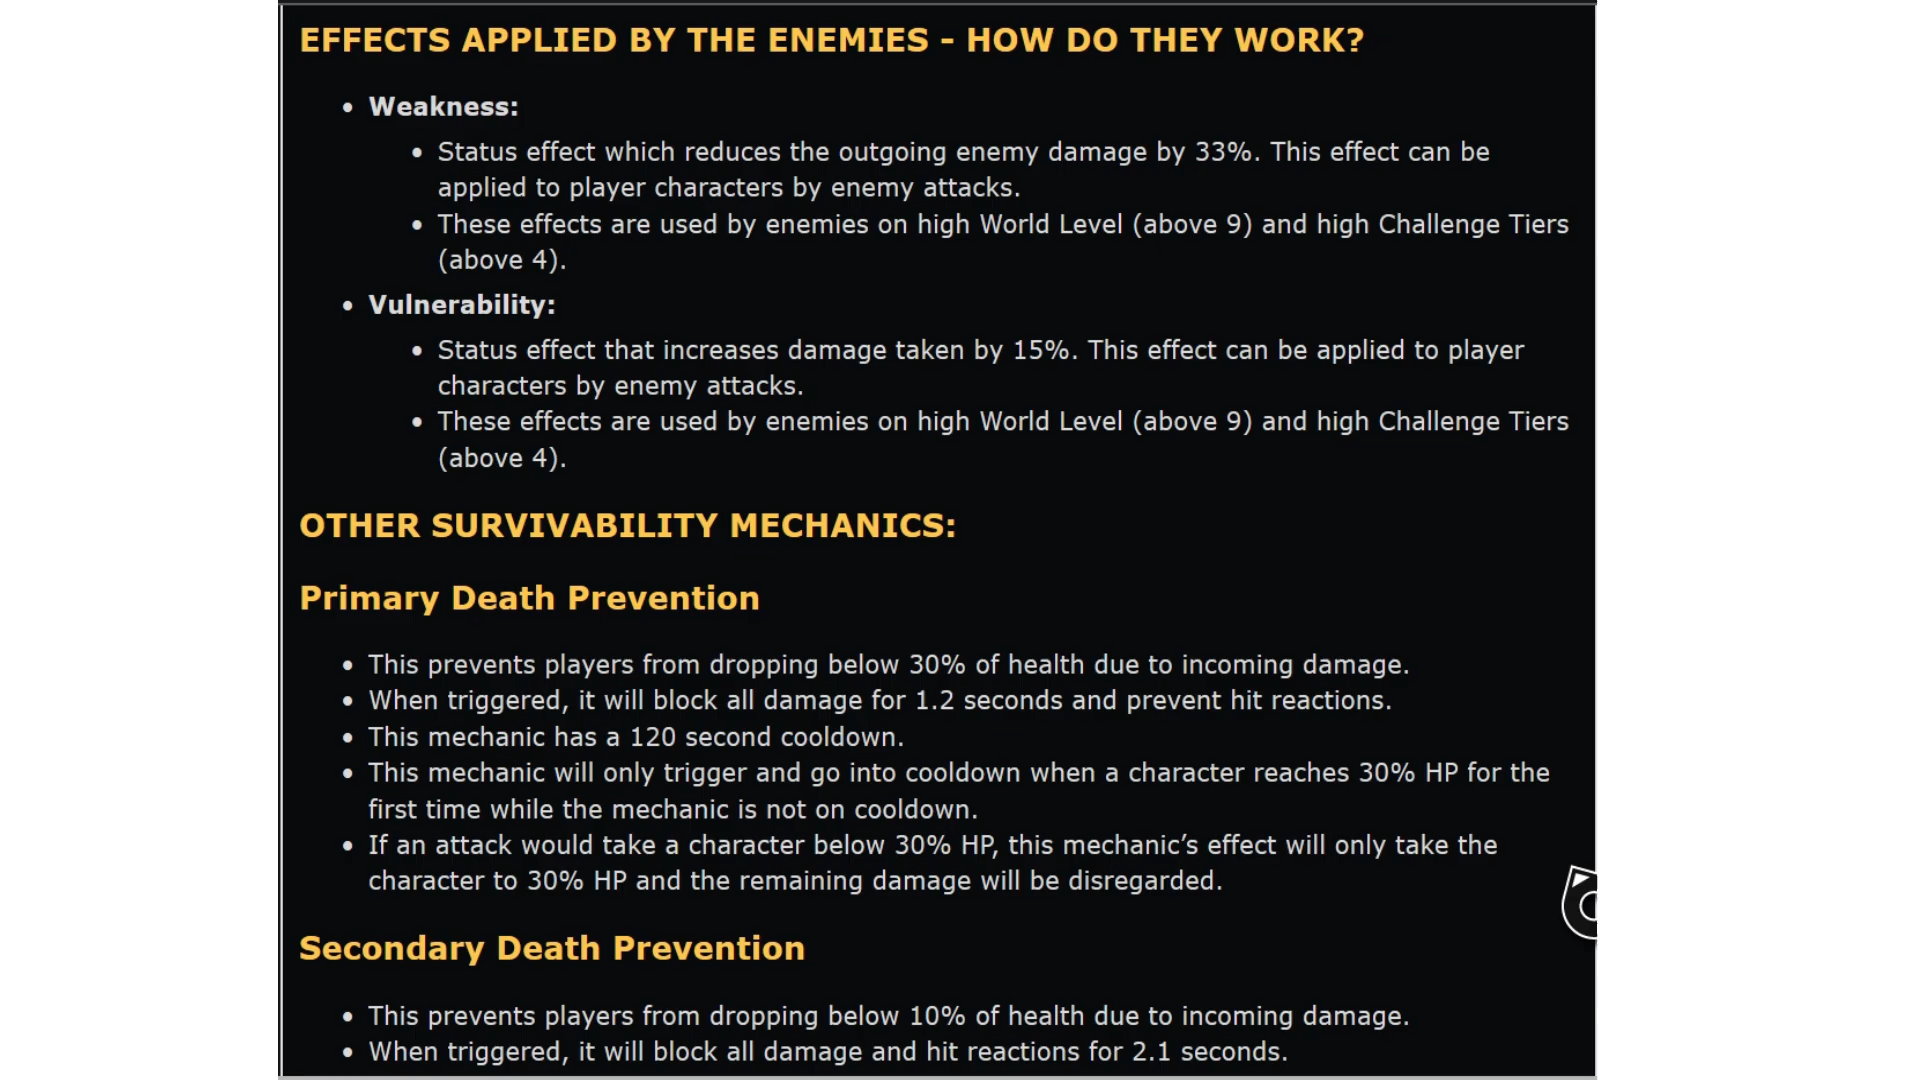 EFFECTS APPLIED BY THE ENEMIES - HOW DO THEY WORK?
• Weakness:
• Status effect which reduces the outgoing enemy damage by 33%. This effect can be
applied to player characters by enemy attacks.
• These effects are used by enemies on high World Level (above 9) and high Challenge Tiers
(above 4).
• Vulnerability:
• Status effect that increases damage taken by 15%. This effect can be applied to player
characters by enemy attacks.
• These effects are used by enemies on high World Level (above 9) and high Challenge Tiers
(above 4).
OTHER SURVIVABILITY MECHANICS:
Primary Death Prevention
• This prevents players from dropping below 30% of health due to incoming damage.
• When triggered, it will block all damage for 1.2 seconds and prevent hit reactions.
• This mechanic has a 120 second cooldown.
• This mechanic will only trigger and go into cooldown when a character reaches 30% HP for the
first time while the mechanic is not on cooldown.
• If an attack would take a character below 30% HP, this mechanic’s effect will only take the
character to 30% HP and the remaining damage will be disregarded.
Secondary Death Prevention
• This prevents players from dropping below 10% of health due to incoming damage.
• When triggered, it will block all damage and hit reactions for 2.1 seconds.